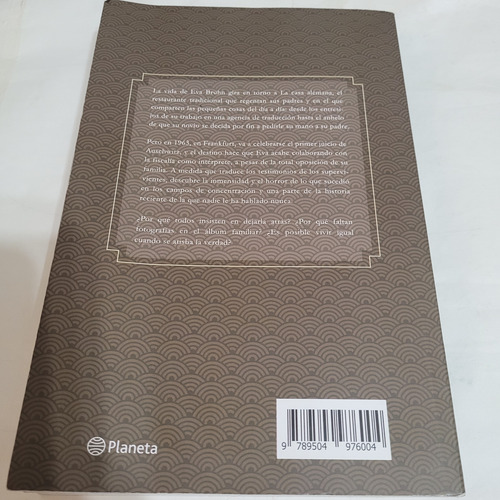 La vida de Eva Bruhn gira en torno a La casa alemana, el
restaurante tradicional que regentan sus padres y en el que
comparten las pequeñas cosas del día a día: desde los entresi-
jos de su trabajo en una agencia de traducción hasta el anhelo
de que su novio se decida por fin a pedirle su mano a su padre.
Pero en 1963, en Frankfurt, va a celebrarse el primer juicio de
Auschwitz, y el destino hace que Eva acabe colaborando con
la fiscalía como intérprete, a pesar de la total oposición de su
familia. A medida que traduce los testimonios de los supervi-
vientes, descubre la inmensidad y el horror de lo que sucedió
en los campos de concentración y una parte de la historia
reciente de la que nadie le ha hablado nunca.
¿Por qué todos insisten en dejarla atrás? ¿Por qué faltan
fotografías en el álbum familiar? ¿Es posible vivir igual
cuando se atisba la verdad?
Planeta
9 789504 976004